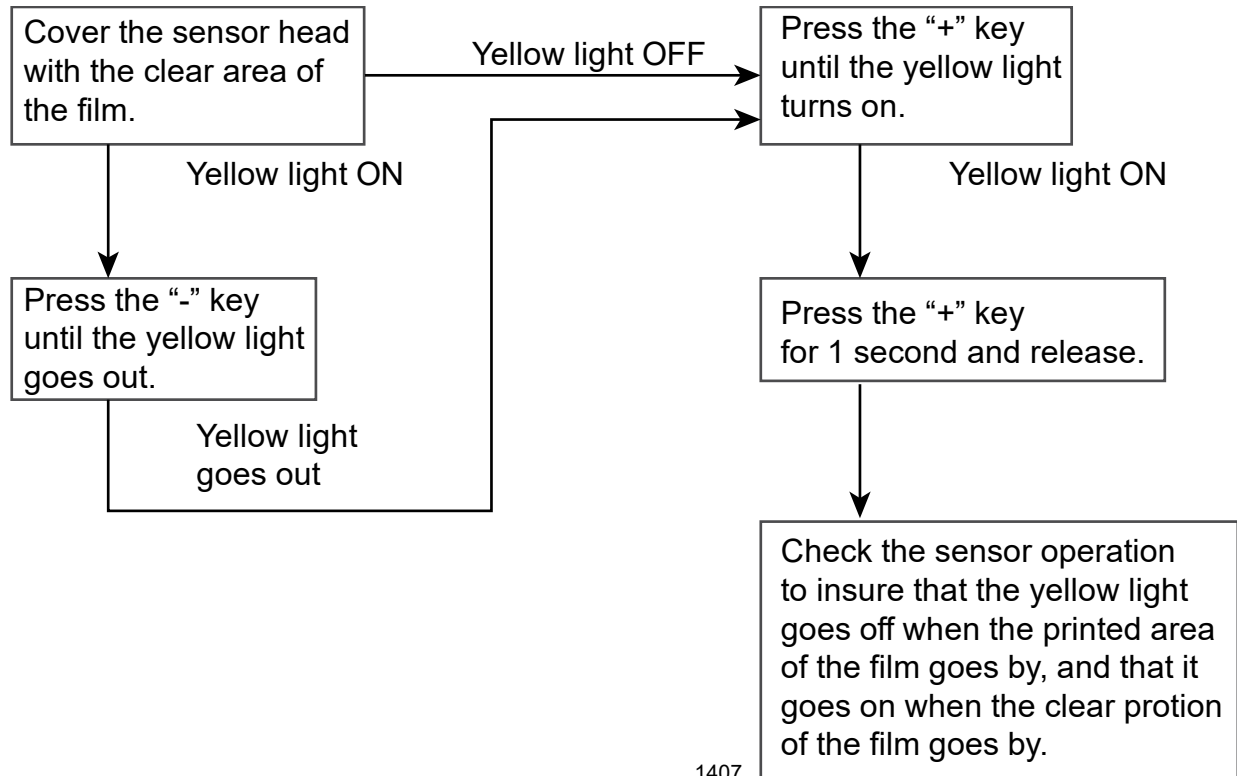 Cover the sensor head
with the clear area of
the film.
Yellow light OFF
Press the “+” key
until the yellow light
turns on.
Yellow light ON
Yellow light ON
Press the “-” key
until the yellow light
goes out.
Press the “+” key
for 1 second and release.
Yellow light
goes out
Check the sensor operation
to insure that the yellow light
goes off when the printed area
of the film goes by, and that it
goes on when the clear protion
of the film goes by.
1407